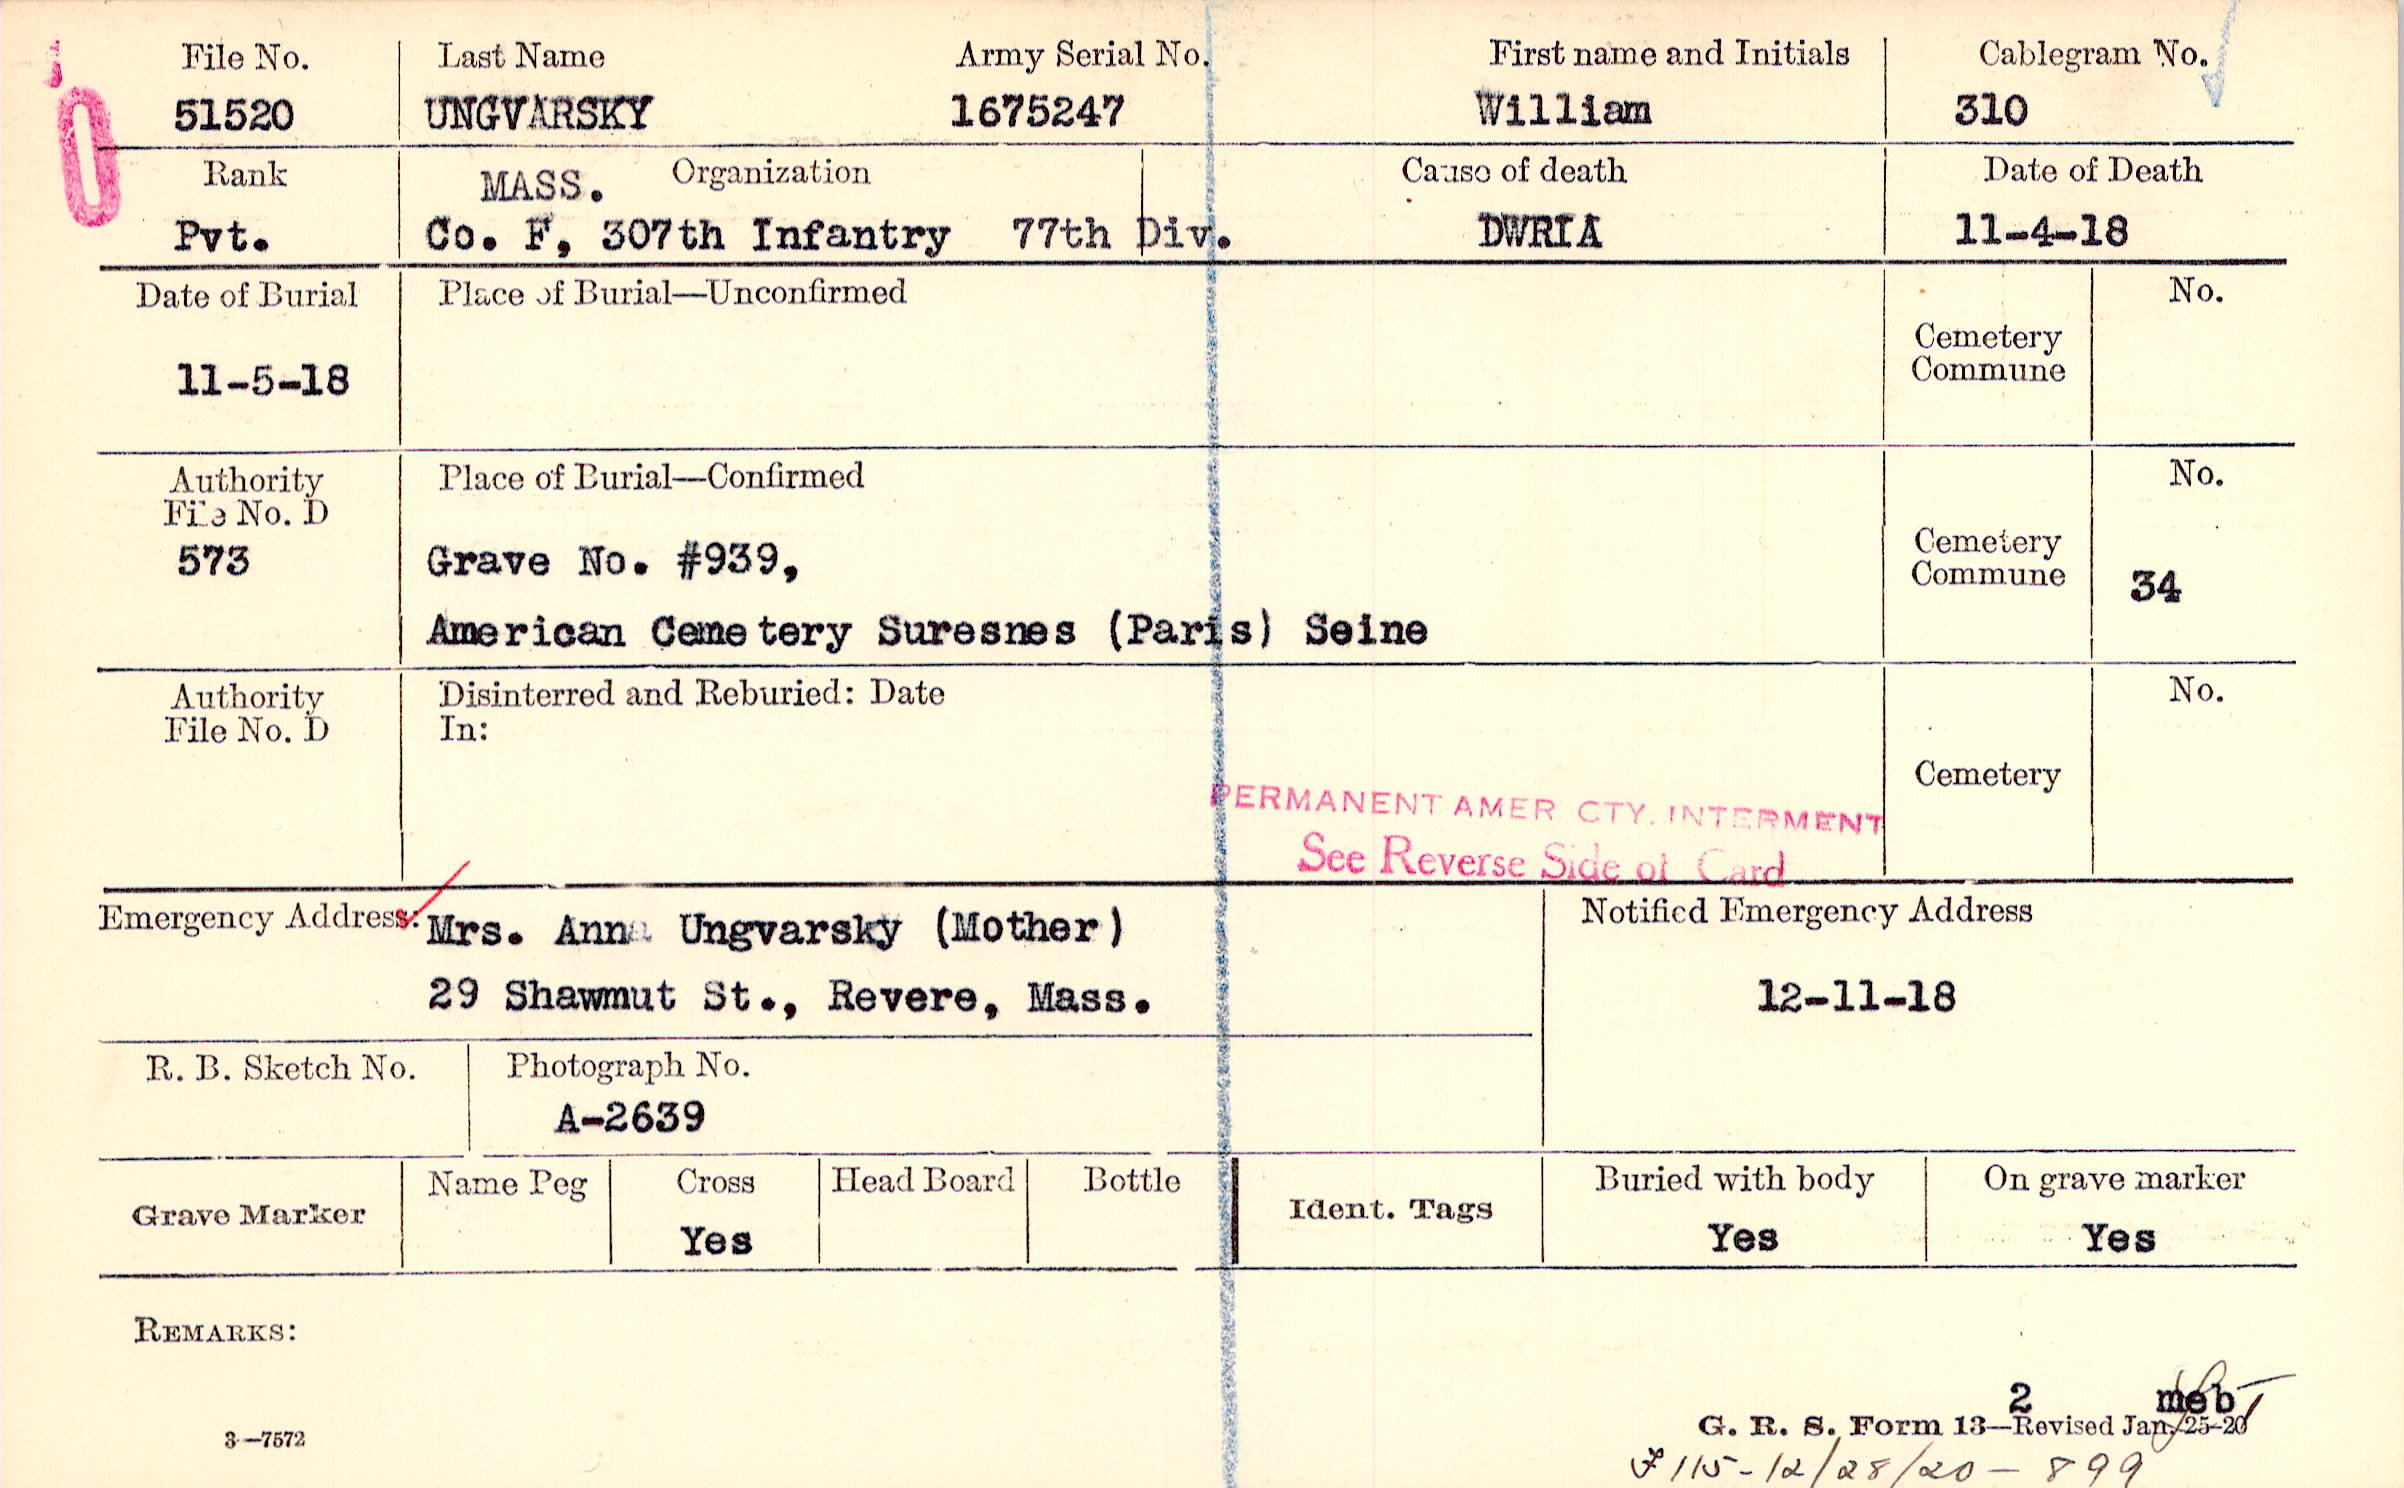 File No. Last Name Army Serial No. First name and Initials Cablegram No.
51520 UNGVARSKY 1675247 William 310
Rank MASS. Organization Cause of death Date of Death
Pvt. Co. F, 307th Infantry 77th Div. DWRIA 11-4-18
Date of Burial Place of Burial—Unconfirmed No.
Cemetery
Commune
11-5-18
Authority Place of Burial—Confirmed No.
File No. D
573 Grave No. #939, Cemetery
Commune 34
American Cemetery Suresnes (Paris) Seine
Authority Disinterred and Reburied: Date No.
File No. D In:
Cemetery
PERMANENT AMER CTY. INTERMENT
See Reverse Side of Card
Emergency Address: Mrs. Anna Ungvarsky (Mother) Notified Emergency Address
29 Shawmut St., Revere, Mass. 12-11-18
R. B. Sketch No. Photograph No.
A-2639
Grave Marker Name Peg Cross Head Board Bottle Ident. Tags Buried with body On grave marker
Yes Yes Yes
REMARKS:
2 meb
3—7572 G. R. S. Form 13—Revised Jan. 25-20
115-12/28/20-899